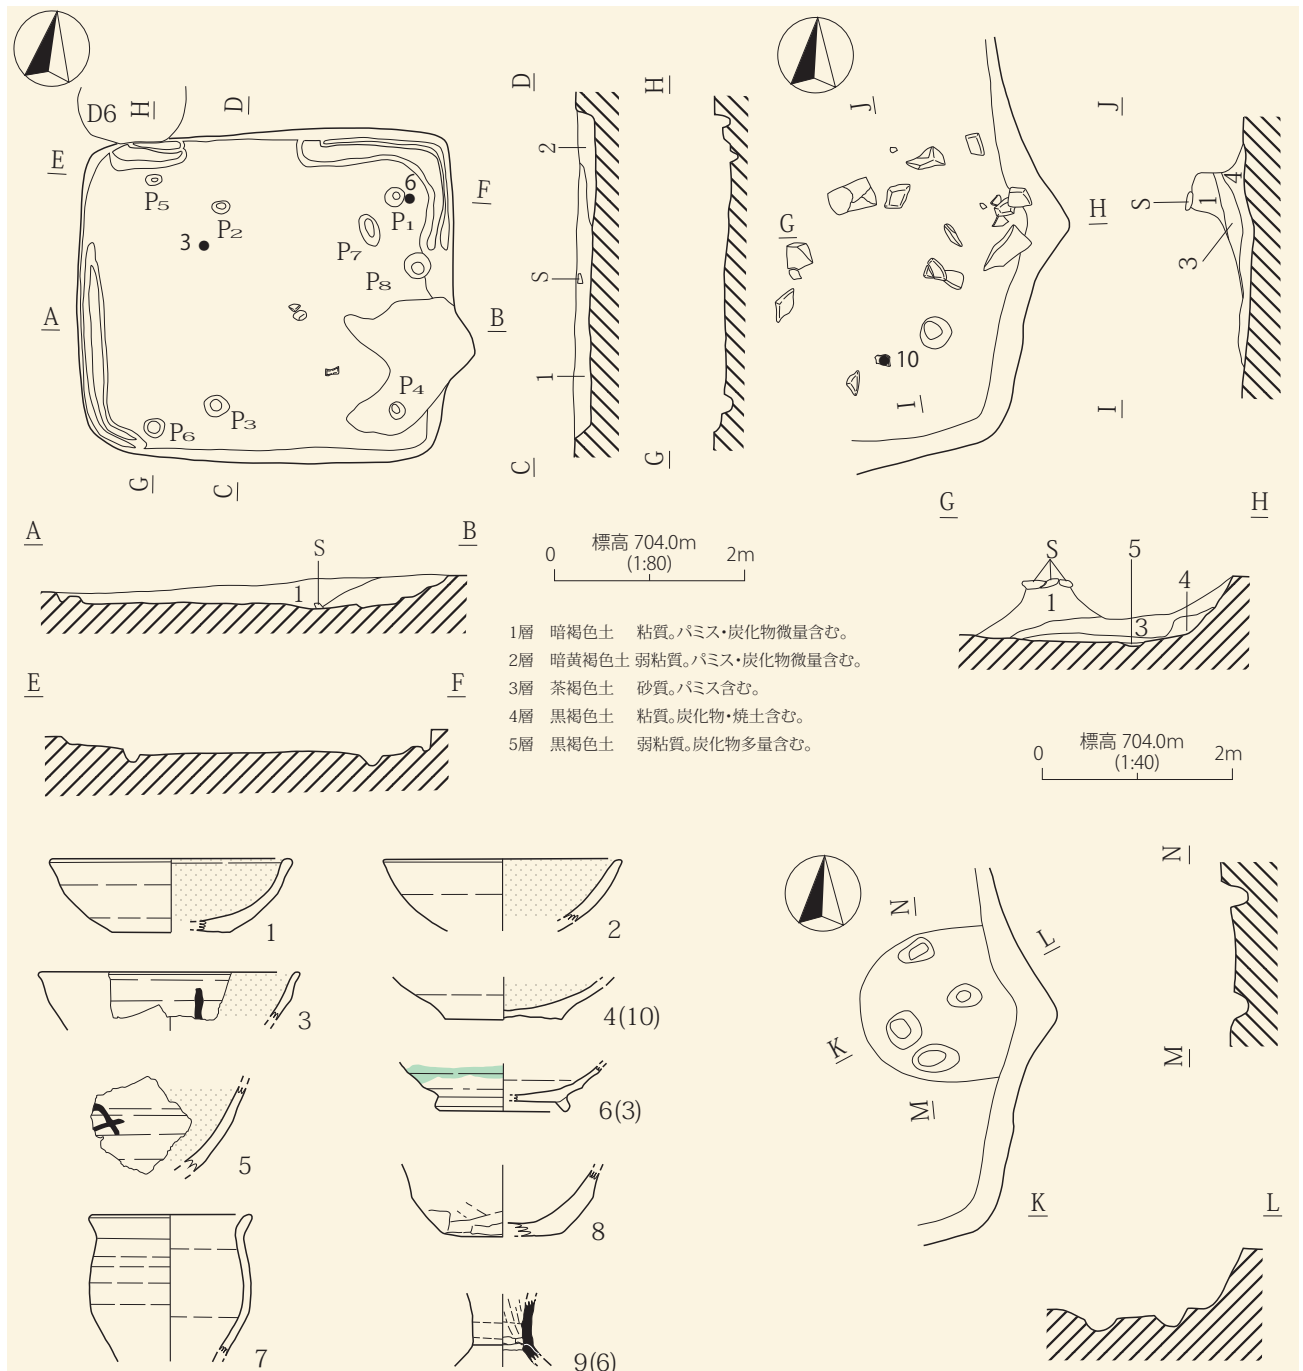 D6
H
D
E
F
P5
P2
6
P1
3
P7
P8
A
B
P4
P6
P3
G
C
D
2
S
1
C
H
G
J
G
H
10
I
J
S
1
4
3
I
A
S
B
1
E
F
標高 704.0m
(1:80)
0 2m
1層 暗褐色土 粘質。パミス・炭化物微量含む。
2層 暗黄褐色土 弱粘質。パミス・炭化物微量含む。
3層 茶褐色土 砂質。パミス含む。
4層 黒褐色土 粘質。炭化物・焼土含む。
5層 黒褐色土 弱粘質。炭化物多量含む。
G
H
S
5
4
1
3
標高 704.0m
(1:40)
0 2m
1
2
3
4(10)
5
6(3)
7
8
9(6)
N
L
K
M
N
M
K
L